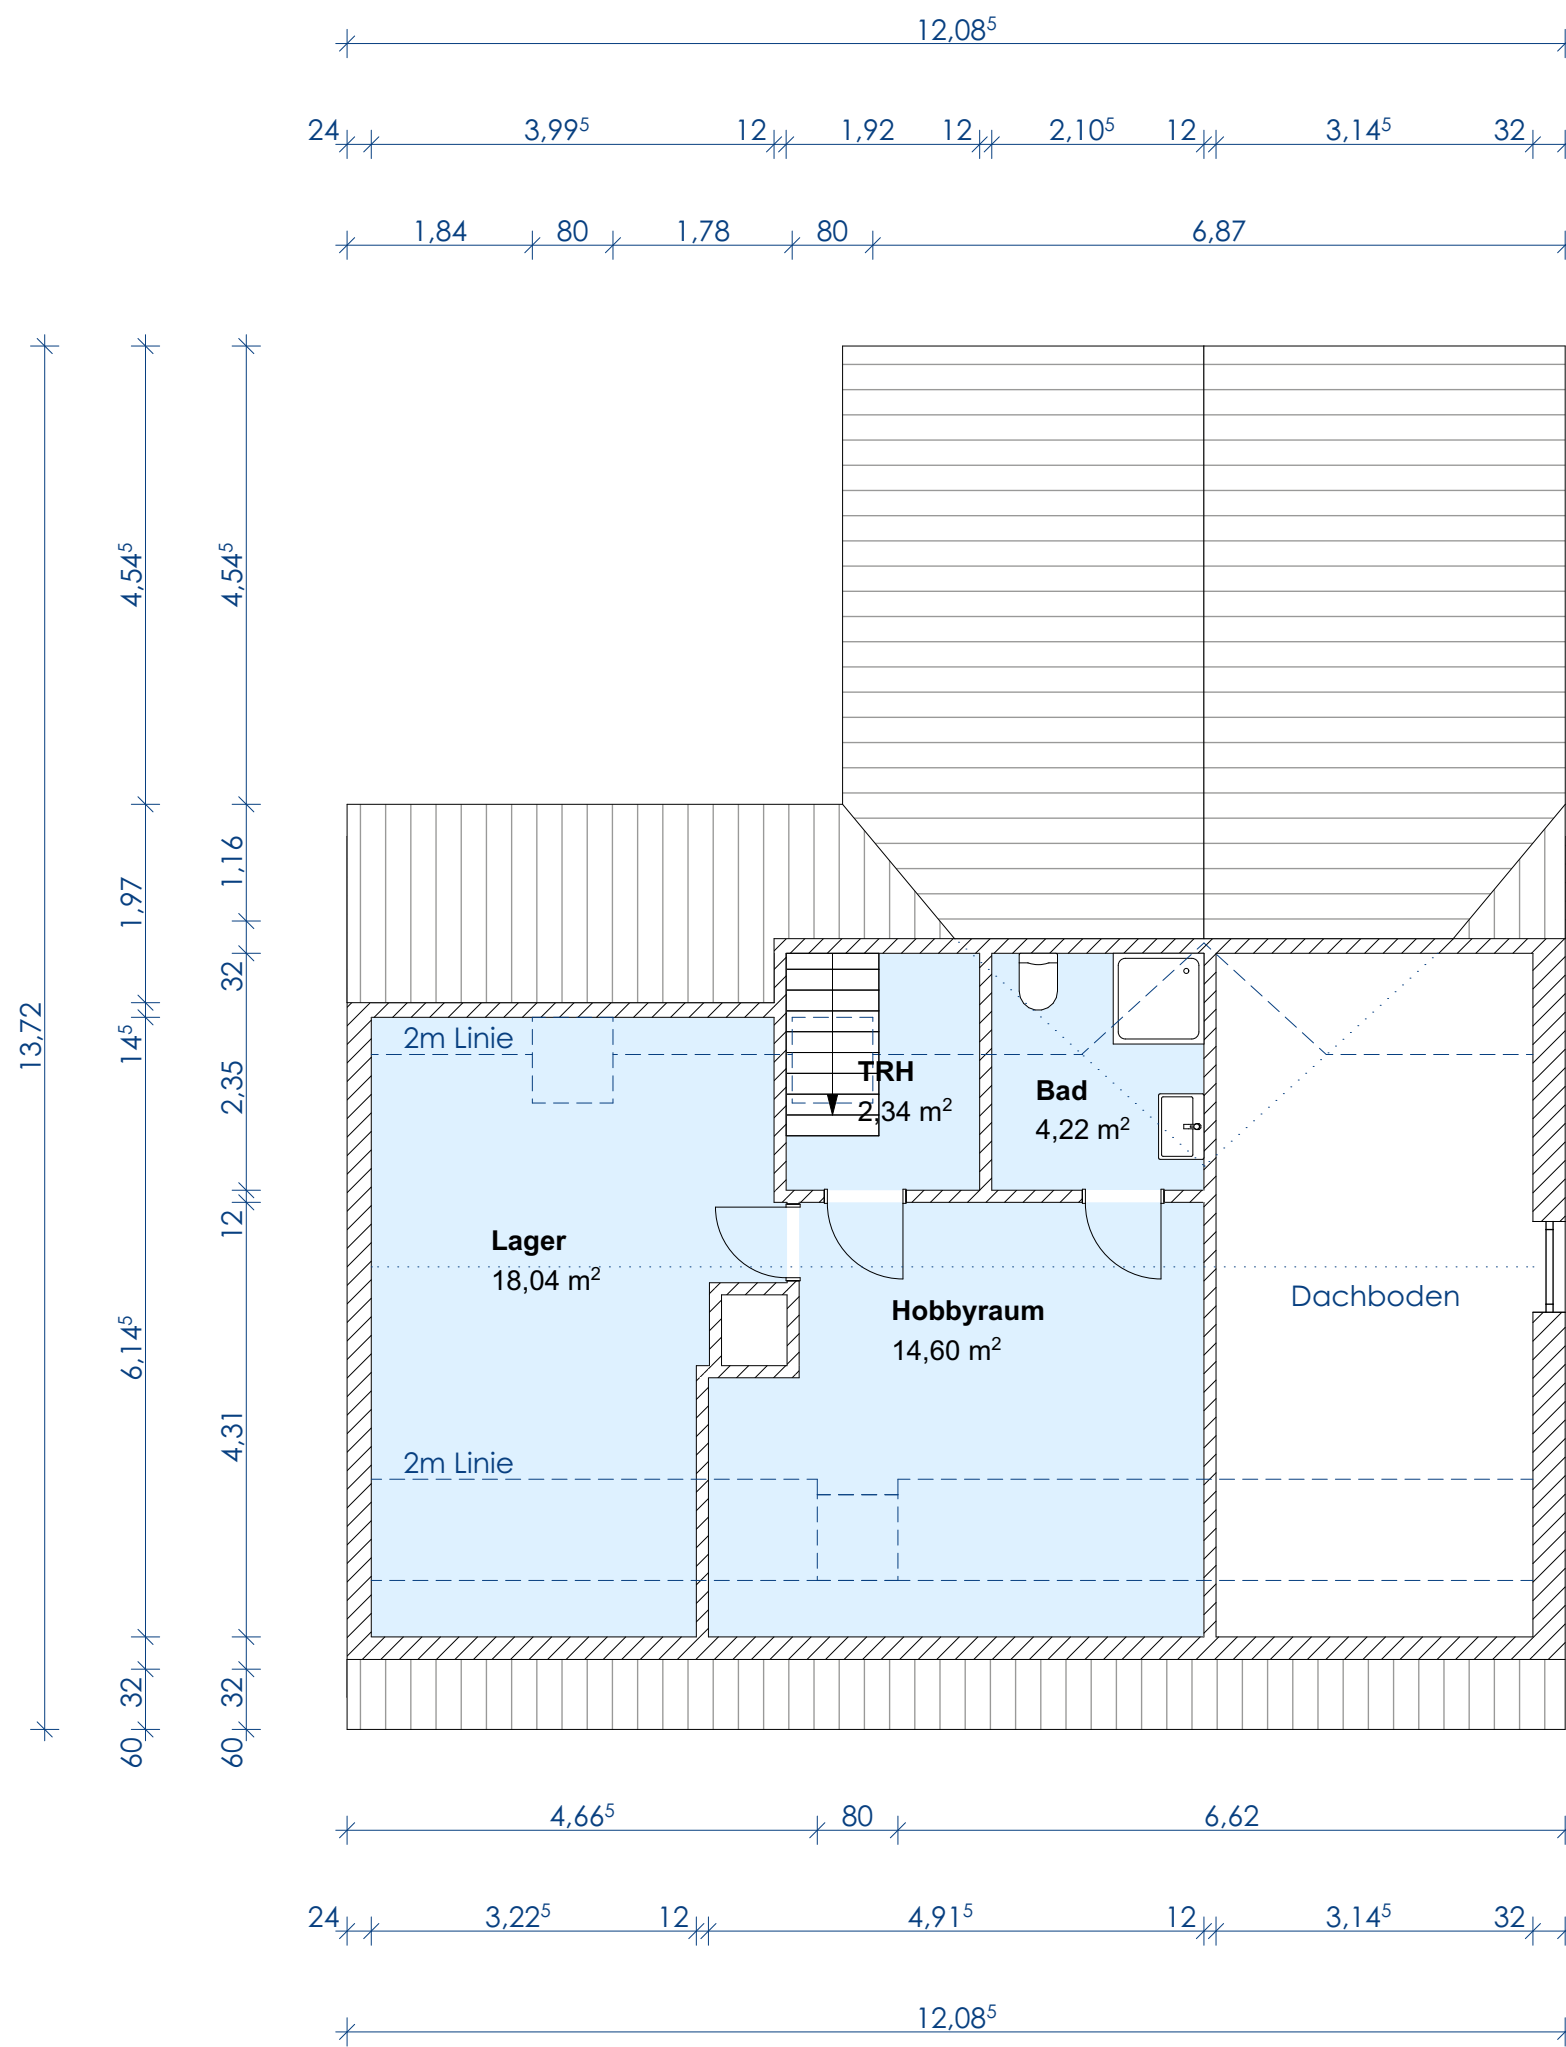 12,08⁵
24 3,99⁵ 12 1,92 12 2,10⁵ 12 3,14⁵ 32
1,84 80 1,78 80 6,87
13,72
4,54⁵
1,97
14⁵
6,14⁵
32
60
4,54⁵
1,16
32
2,35
12
4,31
32
60
2m Linie
TRH
2,34 m²
Bad
4,22 m²
Lager
18,04 m²
Hobbyraum
14,60 m²
Dachboden
2m Linie
4,66⁵ 80 6,62
24 3,22⁵ 12 4,91⁵ 12 3,14⁵ 32
12,08⁵